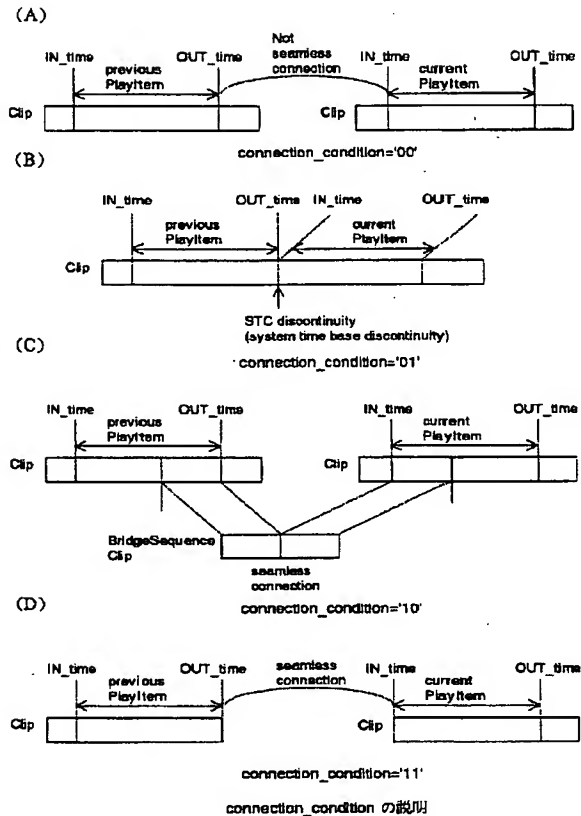 (A)
Not
seamless
connection
IN_time
OUT_time
IN_time
OUT_time
previous
PlayItem
current
PlayItem
Clip
Clip
connection_condition='00'
(B)
IN_time
OUT_time
IN_time
OUT_time
previous
PlayItem
current
PlayItem
Clip
STC discontinuity
(system time base discontinuity)
connection_condition='01'
(C)
IN_time
OUT_time
IN_time
OUT_time
previous
PlayItem
current
PlayItem
Clip
Clip
BridgeSequence
Clip
seamless
connection
connection_condition='10'
(D)
IN_time
OUT_time
seamless
connection
IN_time
OUT_time
previous
PlayItem
current
PlayItem
Clip
Clip
connection_condition='11'
connection_condition の説明